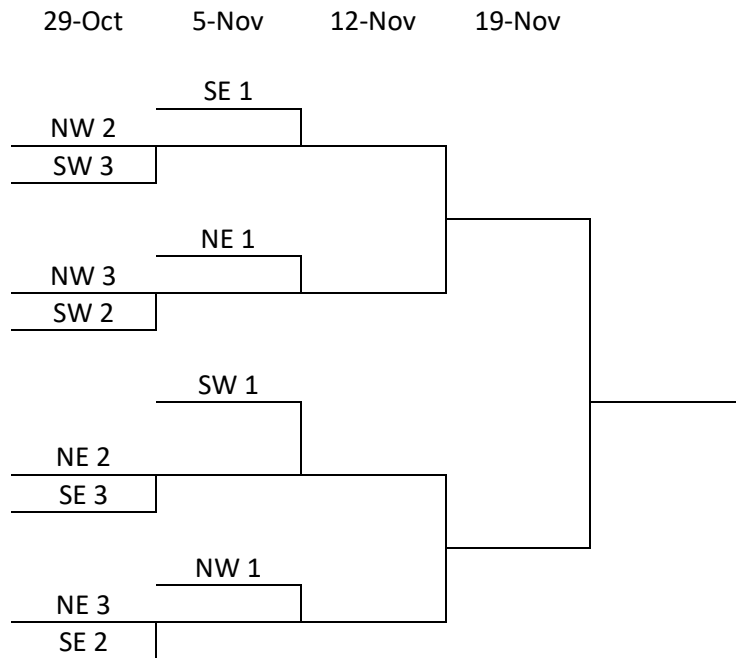 29-Oct 5-Nov 12-Nov 19-Nov
SE 1
NW 2
SW 3
NE 1
NW 3
SW 2
SW 1
NE 2
SE 3
NW 1
NE 3
SE 2